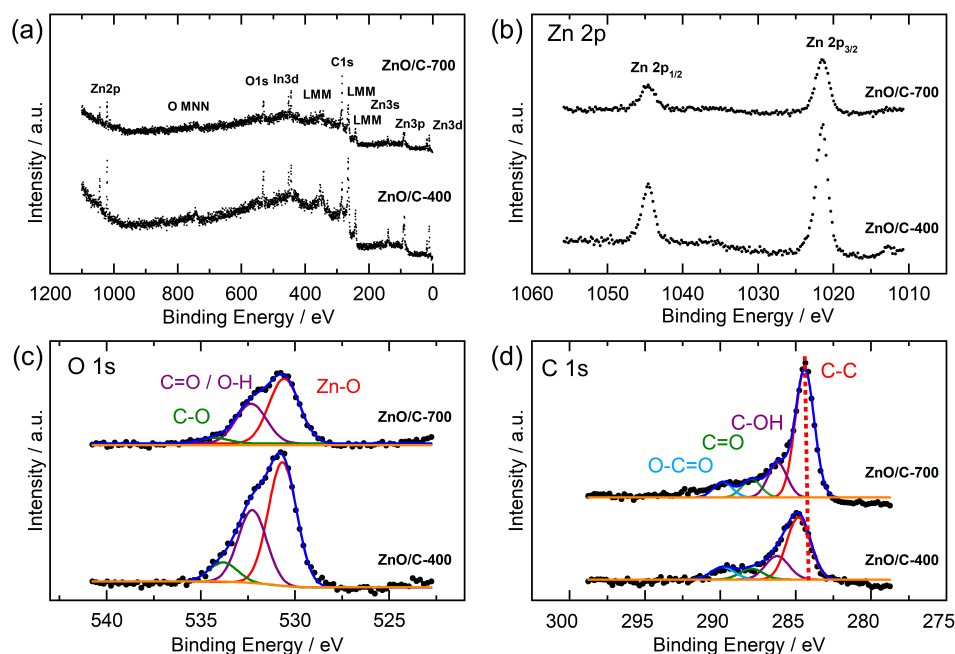 (a)
Intensity / a.u.
Zn2p
O MNN
O1s
In3d
LMM
C1s
LMM
LMM
Zn3s
Zn3p
Zn3d
ZnO/C-700
ZnO/C-400
1200 1000 800 600 400 200 0
Binding Energy / eV
(b)
Zn 2p
Intensity / a.u.
Zn 2p1/2
Zn 2p3/2
ZnO/C-700
ZnO/C-400
1060 1050 1040 1030 1020 1010
Binding Energy / eV
(c)
O 1s
Intensity / a.u.
C=O / O-H
Zn-O
C-O
ZnO/C-700
ZnO/C-400
540 535 530 525
Binding Energy / eV
(d)
C 1s
Intensity / a.u.
C-C
C-OH
C=O
O-C=O
ZnO/C-700
ZnO/C-400
300 295 290 285 280 275
Binding Energy / eV